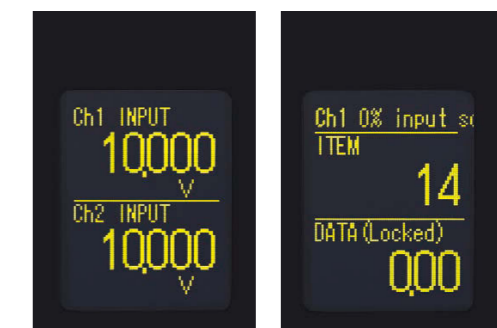 Ch1 INPUT
10.000
V
Ch2 INPUT
10.000
V
Ch1 0% input
ITEM
14
DATA (Locked)
0.00